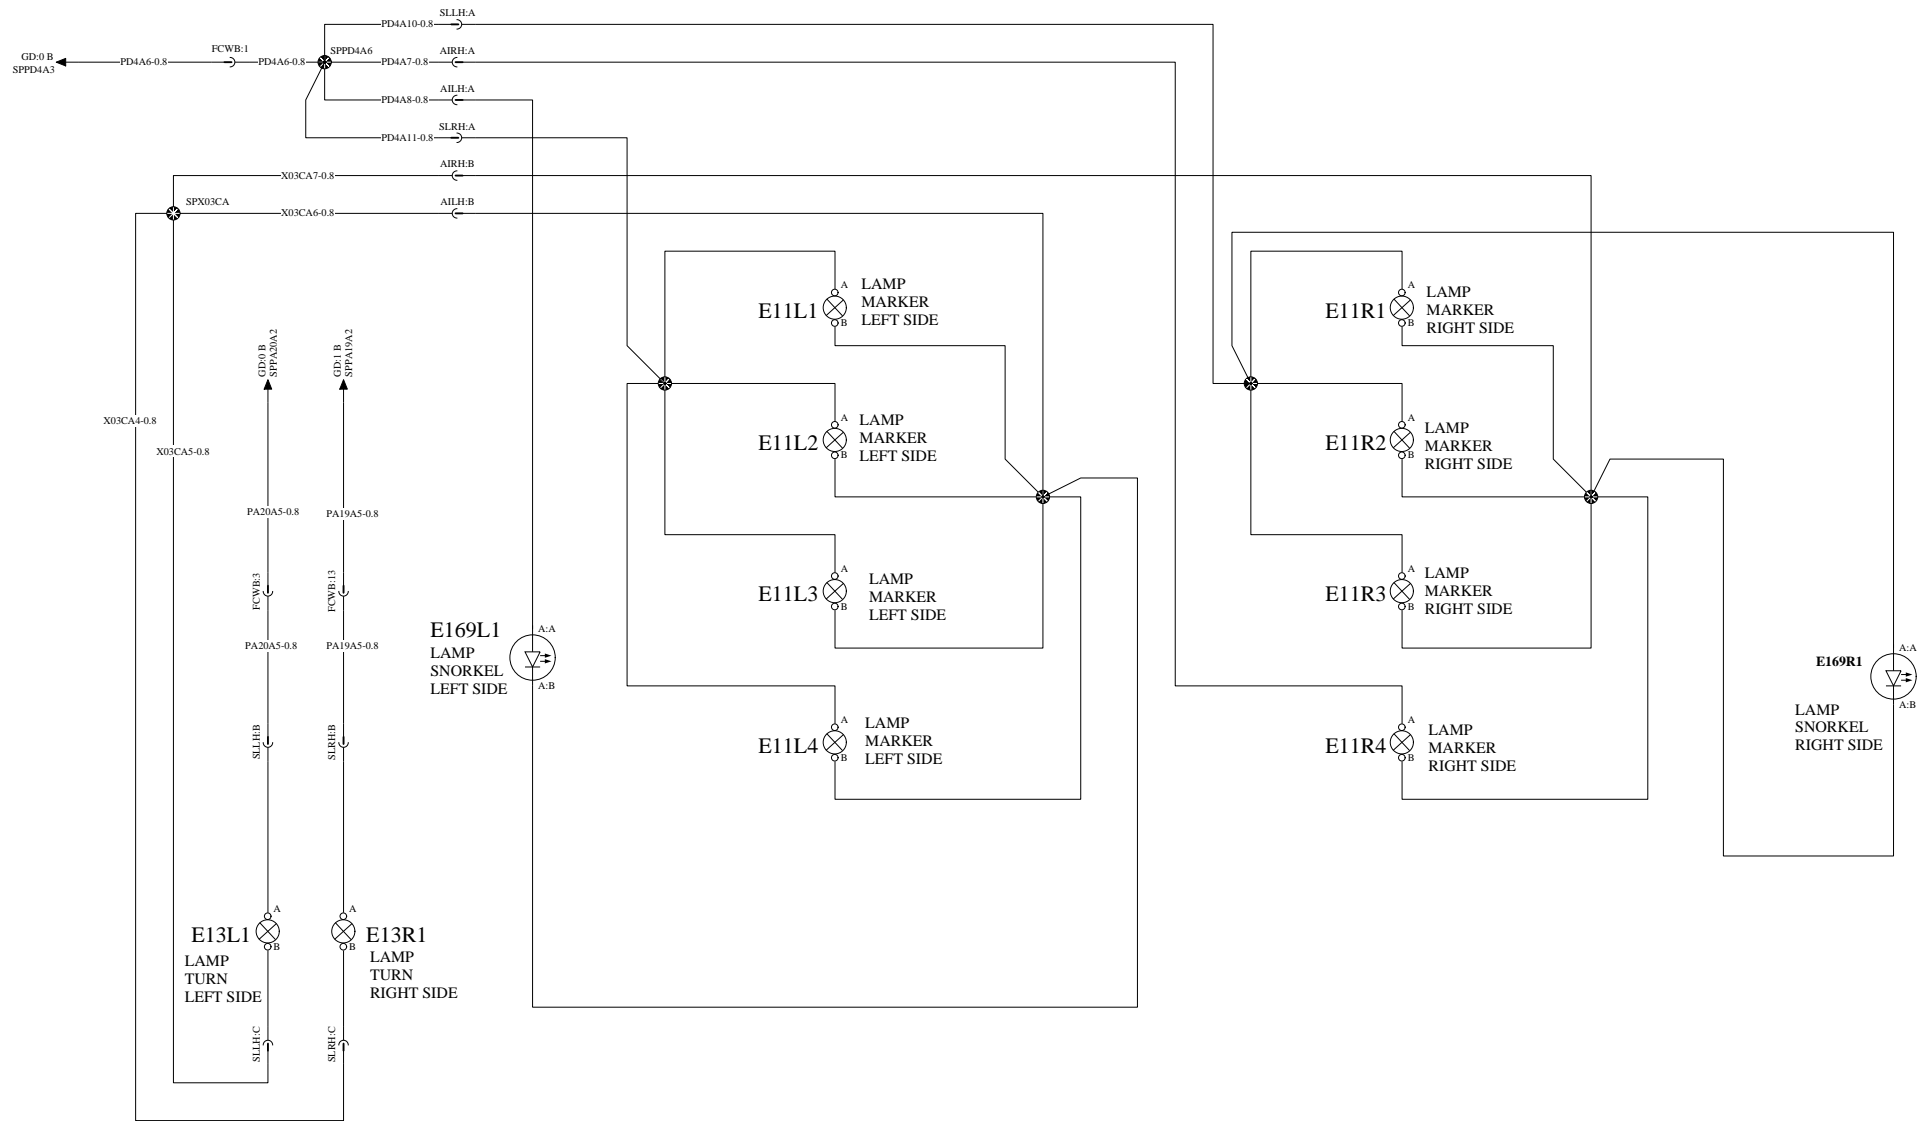 SLLH:A
PD4A10-0.8
GD:0 B
SPPD4A3
PD4A6-0.8
FCWB:1
PD4A6-0.8
SPPD4A6
PD4A7-0.8
AIRH:A
PD4A8-0.8
AILH:A
PD4A11-0.8
SLRH:A
X03CA7-0.8
AIRH:B
SPX03CA
X03CA6-0.8
AILH:B
X03CA4-0.8
X03CA5-0.8
GD:0 B
SPPA20A2
GD:1 B
SPPA19A2
PA20A5-0.8
PA19A5-0.8
FCWB:3
FCWB:13
PA20A5-0.8
PA19A5-0.8
SLLH:B
SLRH:B
A
E13L1
B
LAMP
TURN
LEFT SIDE
A
E13R1
B
LAMP
TURN
RIGHT SIDE
SLLH:C
SLRH:C
E169L1
LAMP
SNORKEL
LEFT SIDE
A:A
A:B
A
E11L1
B
LAMP
MARKER
LEFT SIDE
A
E11L2
B
LAMP
MARKER
LEFT SIDE
A
E11L3
B
LAMP
MARKER
LEFT SIDE
A
E11L4
B
LAMP
MARKER
LEFT SIDE
A
E11R1
B
LAMP
MARKER
RIGHT SIDE
A
E11R2
B
LAMP
MARKER
RIGHT SIDE
A
E11R3
B
LAMP
MARKER
RIGHT SIDE
A
E11R4
B
LAMP
MARKER
RIGHT SIDE
A:A
E169R1
A:B
LAMP
SNORKEL
RIGHT SIDE